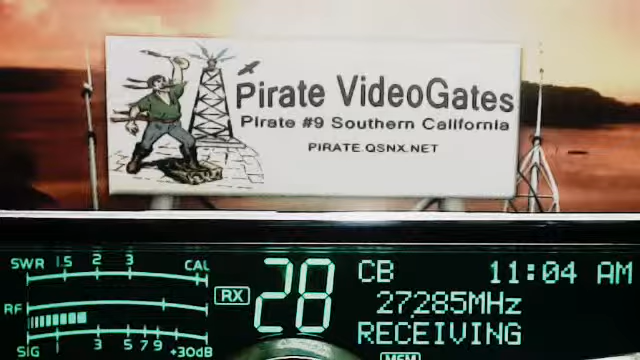 Pirate VideoGates
Pirate #9 Southern California
PIRATE.QSNX.NET
SWR 1.5 2 3 CAL
RF
SIG 3 5 7 9 +30dB
RX
28
CB 11:04 AM
27285MHz
RECEIVING
MEM